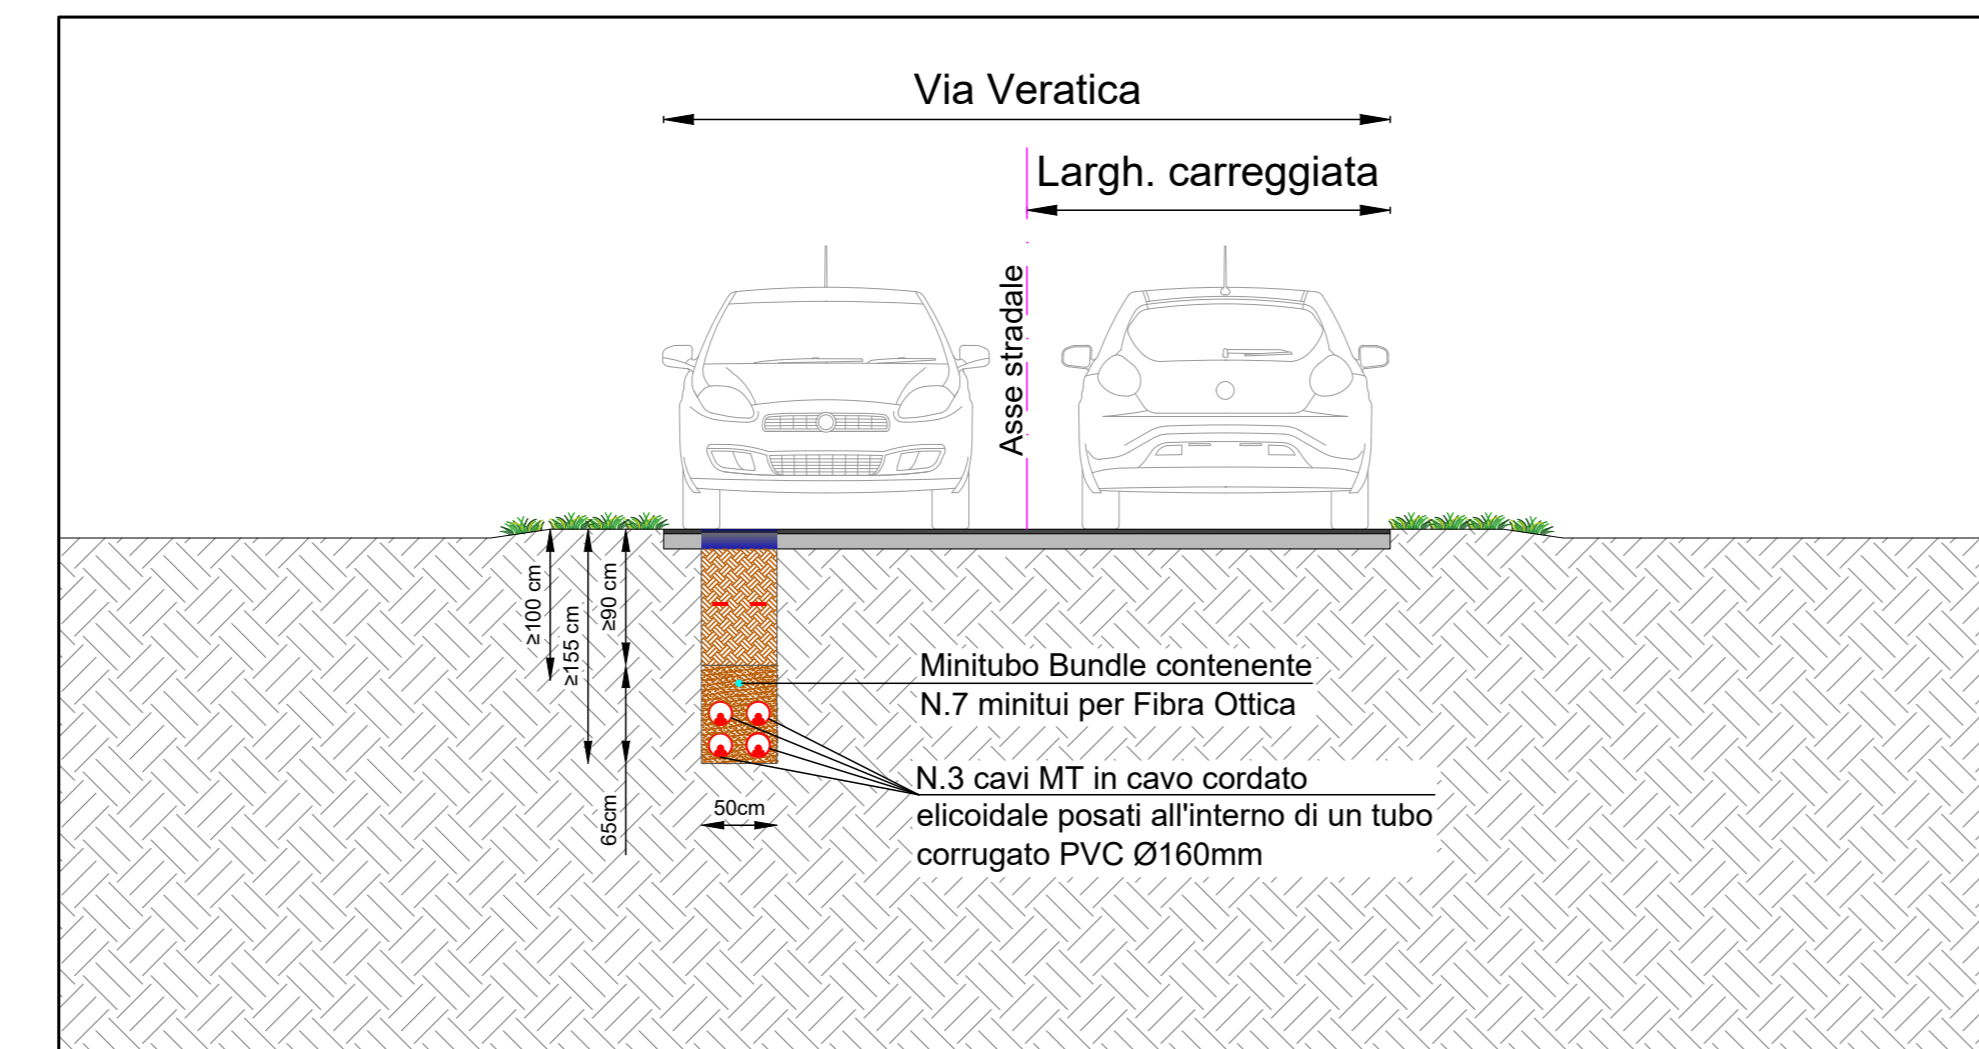 Via Veratica
Largh. carreggiata
Asse stradale
≥100 cm
≥155 cm
≥90 cm
65cm
50cm
Minitubo Bundle contenente
N.7 minitui per Fibra Ottica
N.3 cavi MT in cavo cordato
elicoidale posati all'interno di un tubo
corrugato PVC Ø160mm